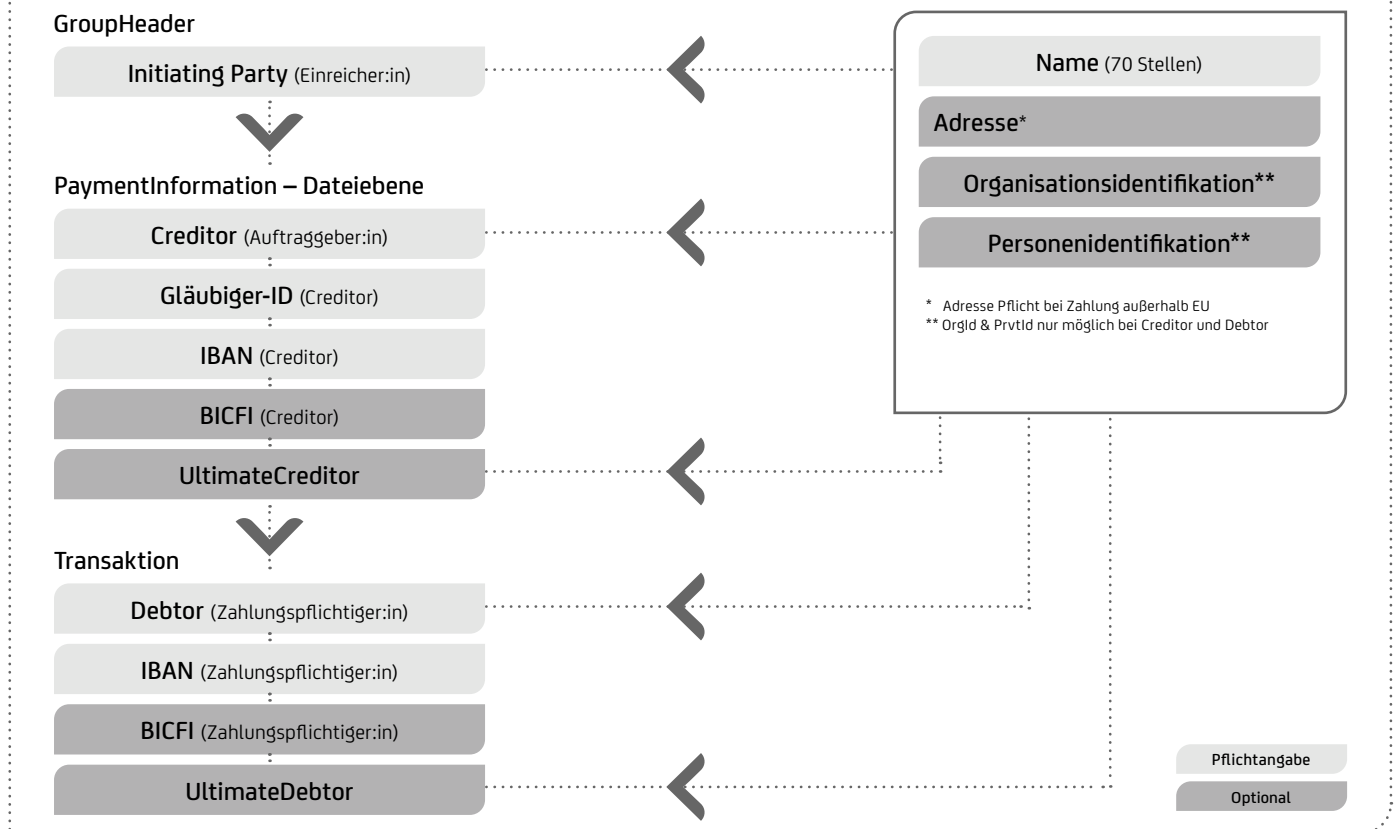 GroupHeader
Initiating Party (Einreicher:in)
PaymentInformation – Dateiebene
Creditor (Auftraggeber:in)
Gläubiger-ID (Creditor)
IBAN (Creditor)
BICFI (Creditor)
UltimateCreditor
Transaktion
Debtor (Zahlungspflichtiger:in)
IBAN (Zahlungspflichtiger:in)
BICFI (Zahlungspflichtiger:in)
UltimateDebtor
Name (70 Stellen)
Adresse*
Organisationsidentifikation**
Personenidentifikation**
* Adresse Pflicht bei Zahlung außerhalb EU
** OrgId & PrvtId nur möglich bei Creditor und Debtor
Pflichtangabe
Optional